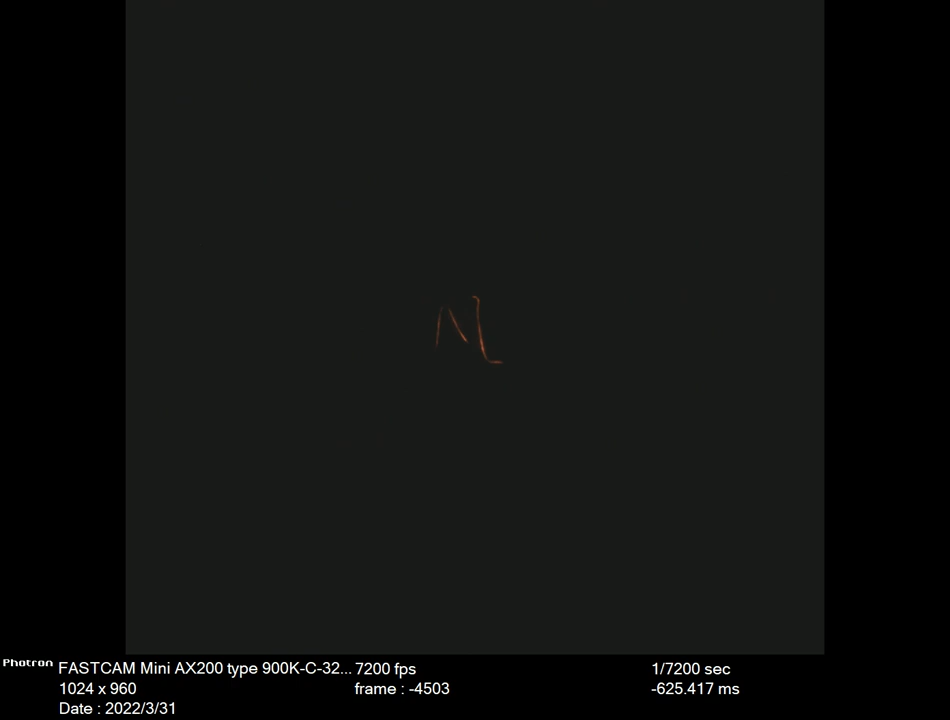 Photron FASTCAM Mini AX200 type 900K-C-32... 7200 fps 1/7200 sec
1024 x 960 frame : -4503 -625.417 ms
Date : 2022/3/31